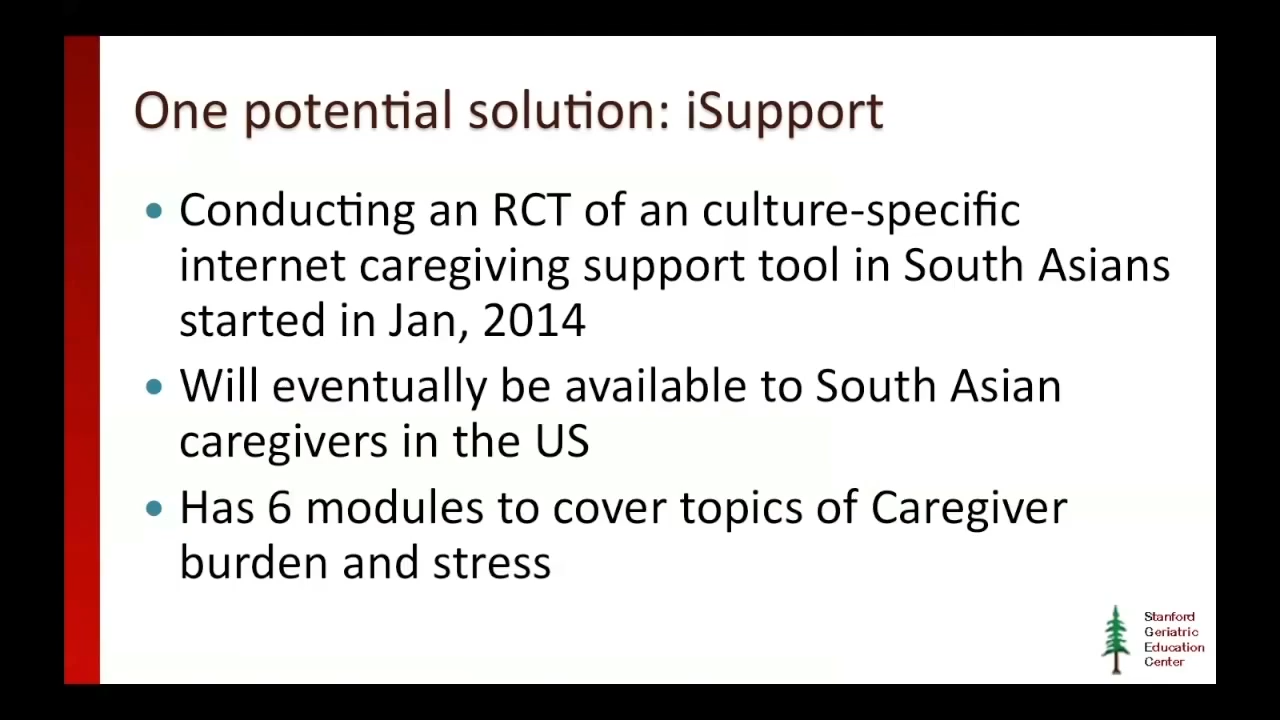 One potential solution: iSupport
• Conducting an RCT of an culture-specific
internet caregiving support tool in South Asians
started in Jan, 2014
• Will eventually be available to South Asian
caregivers in the US
• Has 6 modules to cover topics of Caregiver
burden and stress
Stanford
Geriatric
Education
Center